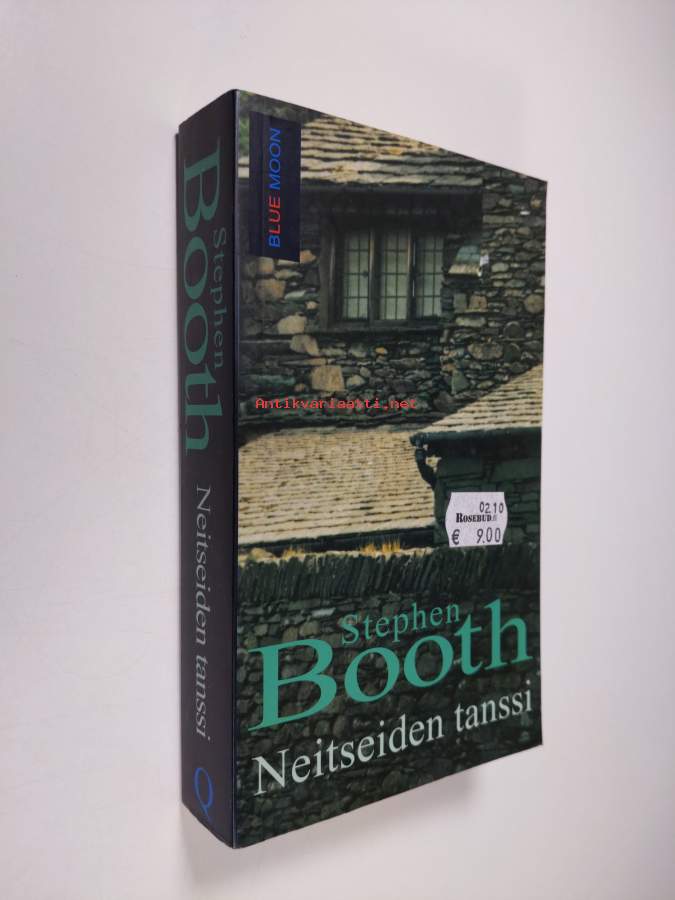 Stephen
Booth
Neitseiden tanssi
Q
BLUE MOON
Antikvariaatti.net
02.10
ROSEBUD
€ 9.00
Stephen
Booth
Neitseiden tanssi